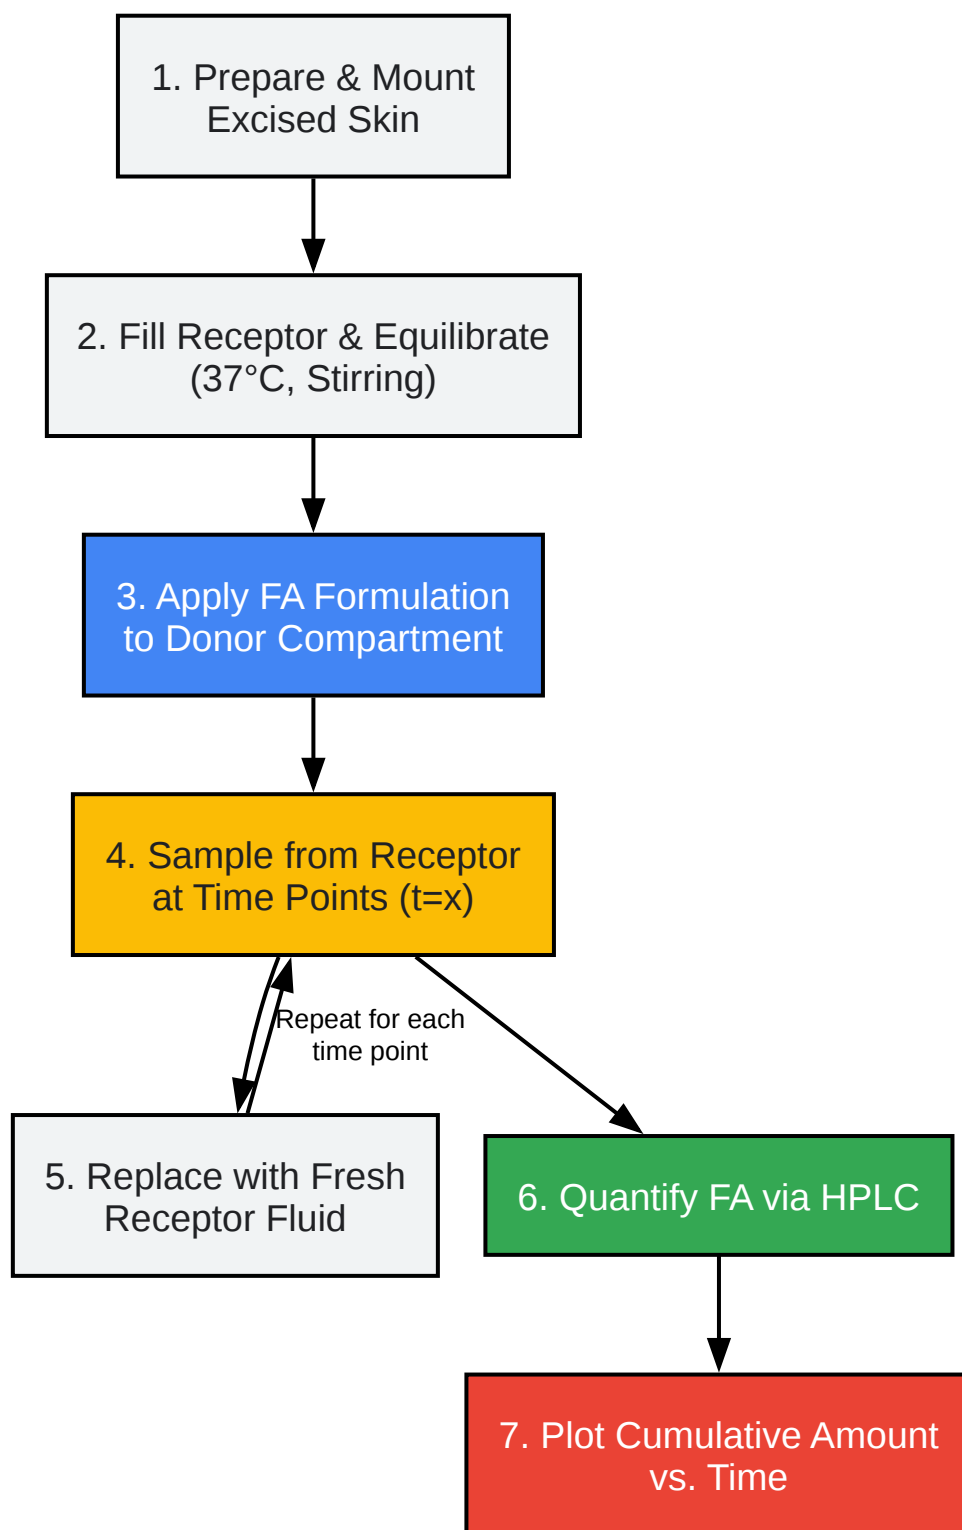 1. Prepare & Mount
Excised Skin
2. Fill Receptor & Equilibrate
(37°C, Stirring)
3. Apply FA Formulation
to Donor Compartment
4. Sample from Receptor
at Time Points (t=x)
Repeat for each
time point
5. Replace with Fresh
Receptor Fluid
6. Quantify FA via HPLC
7. Plot Cumulative Amount
vs. Time